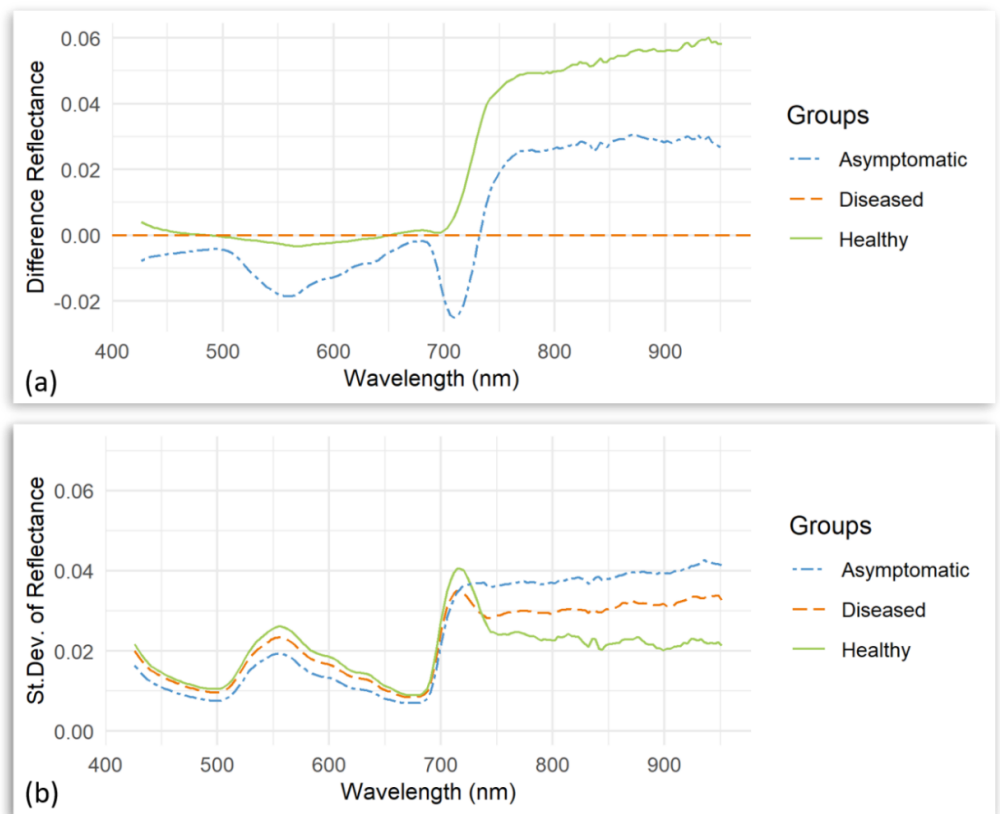 0.06
0.04
0.02
0.00
-0.02
Difference Reflectance
400 500 600 700 800 900
Wavelength (nm)
(a)
Groups
Asymptomatic
Diseased
Healthy
0.06
0.04
0.02
0.00
St.Dev. of Reflectance
400 500 600 700 800 900
Wavelength (nm)
(b)
Groups
Asymptomatic
Diseased
Healthy